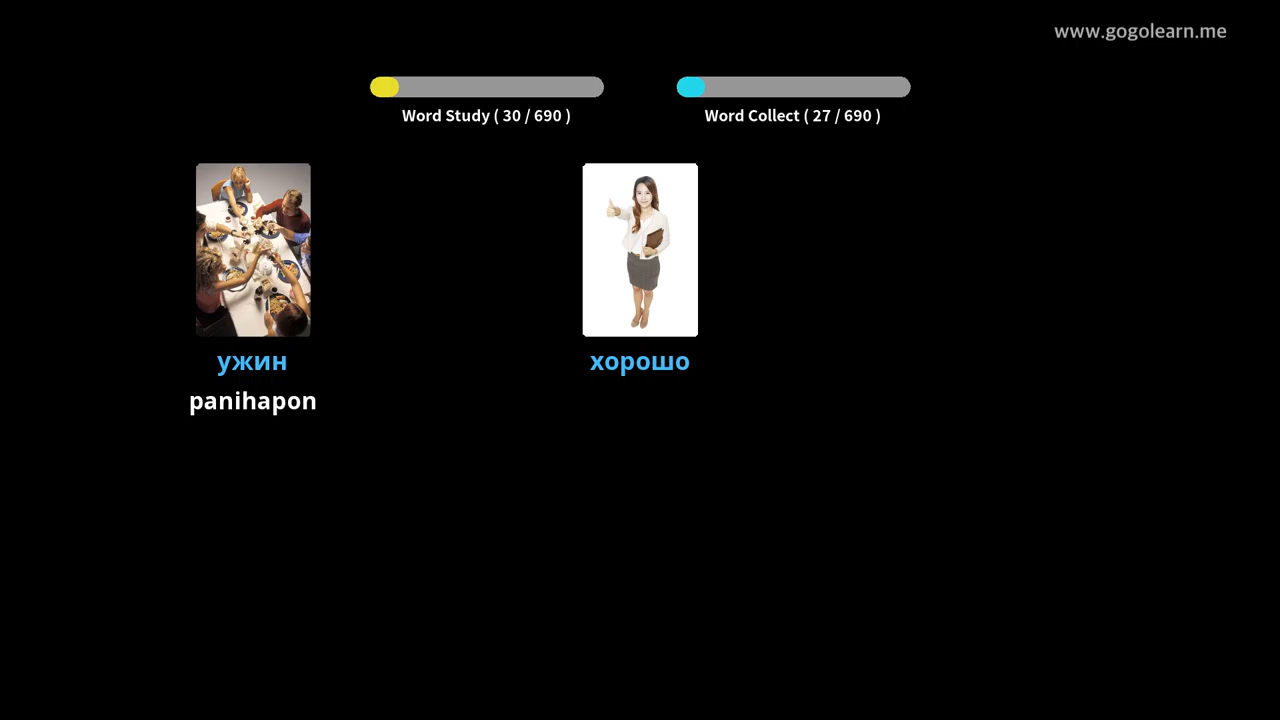 www.gogolearn.me
Word Study ( 30 / 690 )
Word Collect ( 27 / 690 )
ужин
panihapon
хорошо